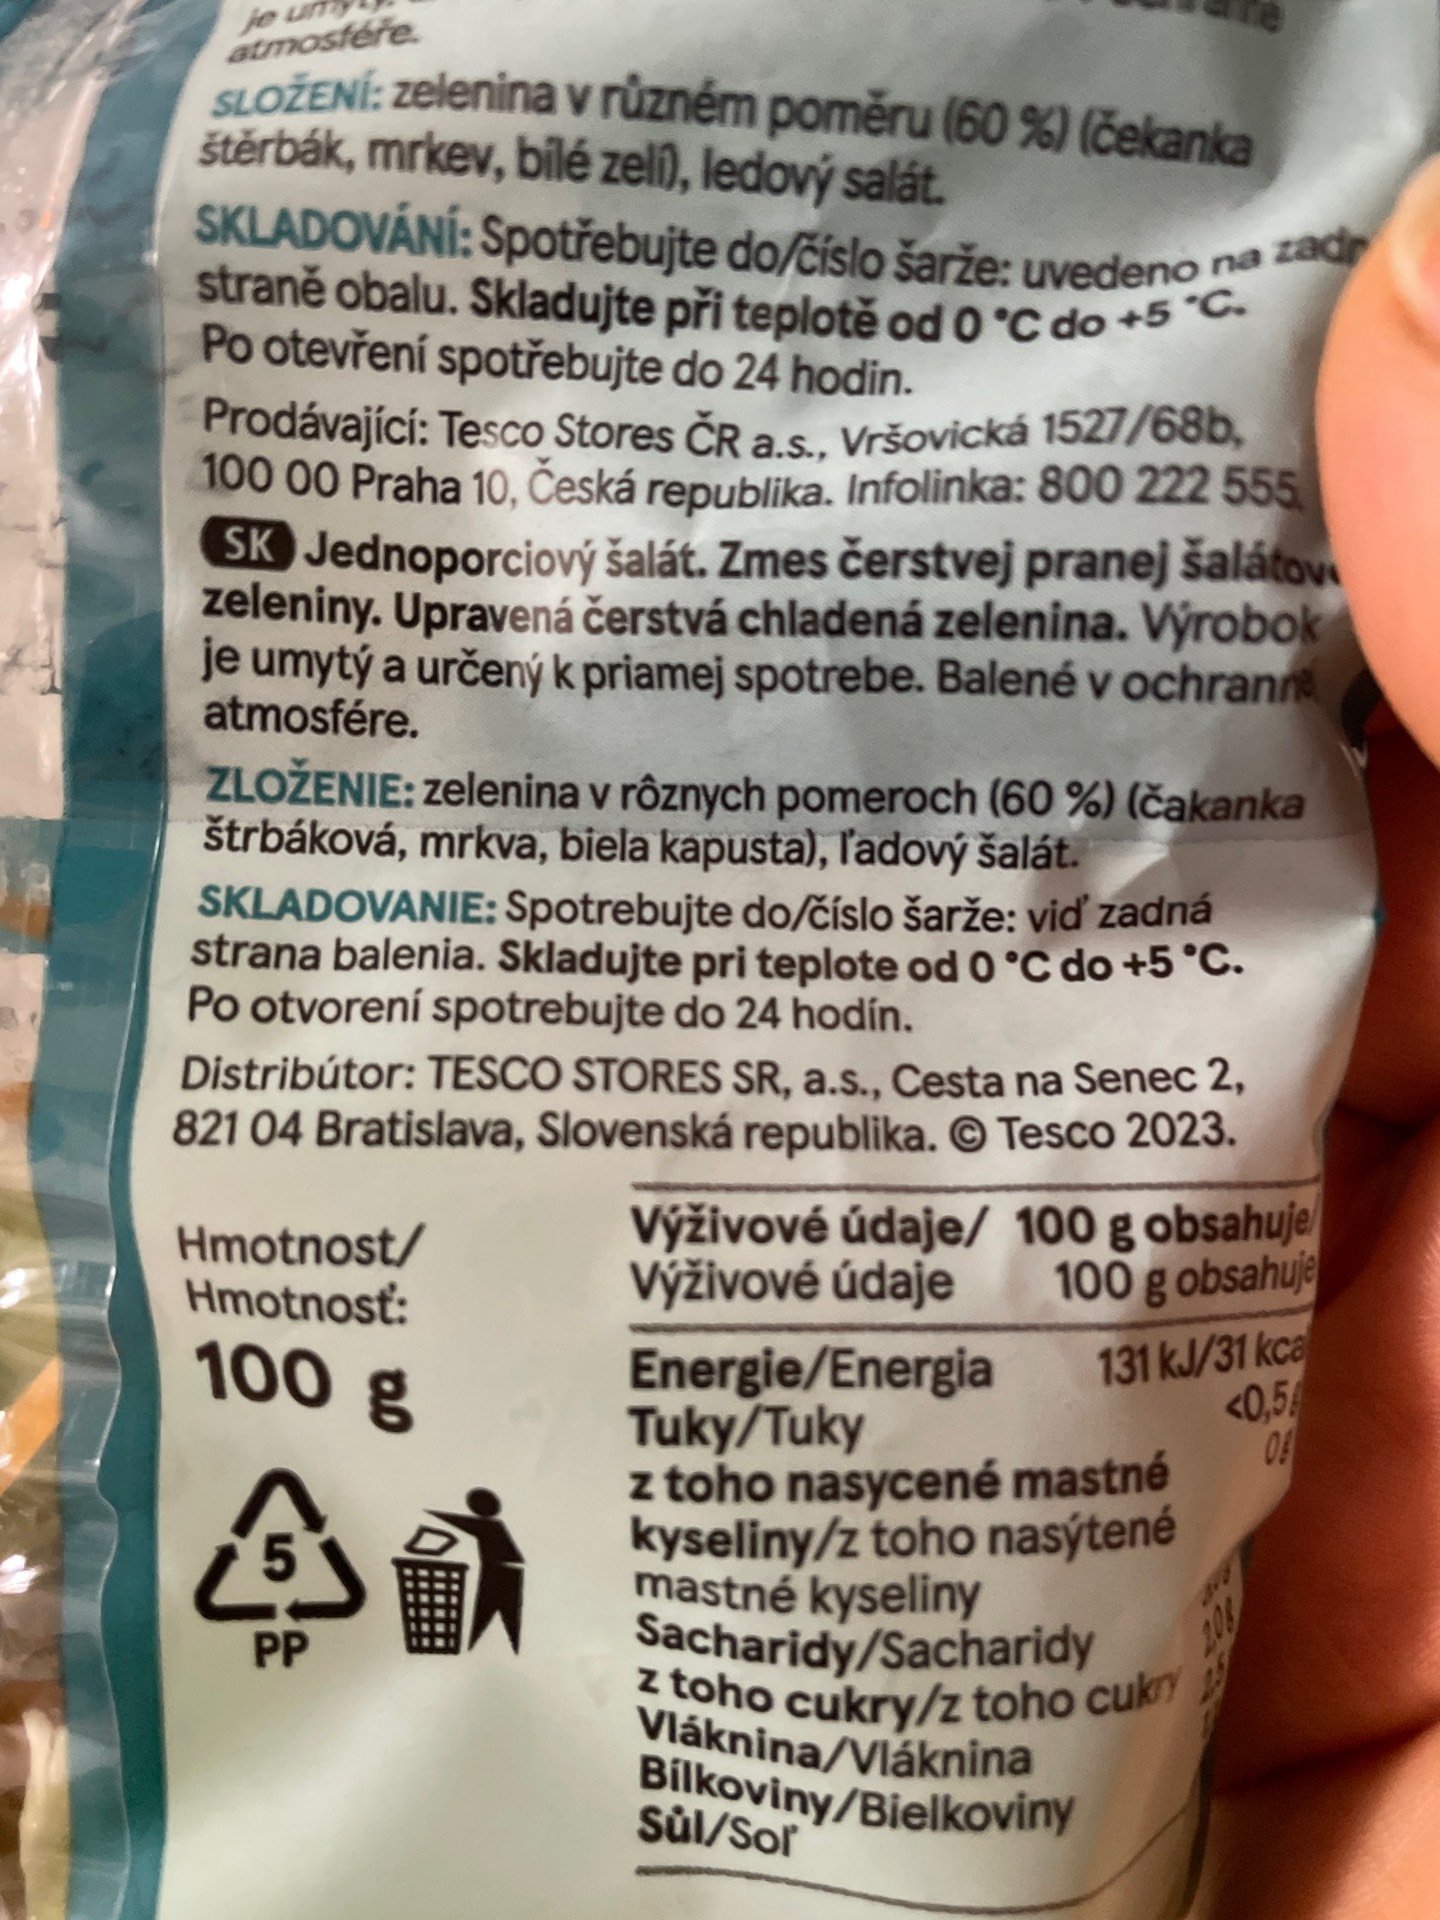 je
atmosféře.
SLOŽENÍ: zelenina v různém poměru (60 %) (čekanka
štěrbák, mrkev, bílé zelí), ledový salát.
SKLADOVÁNÍ: Spotřebujte do/číslo šarže: uvedeno na
straně obalu. Skladujte při teplotě od 0 °C do +5 °C.
Po otevření spotřebujte do 24 hodin.
Prodávající: Tesco Stores ČR a.s., Vršovická 1527/68b,
100 00 Praha 10, Česká republika. Infolinka: 800 222 555
SK Jednoporciový šalát. Zmes čerstvej pranej
zeleniny. Upravená čerstvá chladená zelenina. Výrobok
je umytý a určený k priamej spotrebe. Balené v
atmosfére.
ZLOŽENIE: zelenina v rôznych pomeroch (60 %) (čakanka
štrbáková, mrkva, biela kapusta), ľadový šalát.
SKLADOVANIE: Spotrebujte do/číslo šarže: viď zadná
strana balenia. Skladujte pri teplote od 0 °C do +5 °C.
Po otvorení spotrebujte do 24 hodín.
Distribútor: TESCO STORES SR, a.s., Cesta na Senec 2,
821 04 Bratislava, Slovenská republika. © Tesco 2023.
Hmotnost/
Hmotnosť:
100 g
5
PP
Výživové údaje/ 100 g obsahuje/
Výživové údaje 100 g obsahuje
Energie/Energia 131 kJ/31
Tuky/Tuky <0,5
z toho nasycené mastné 0g
kyseliny/z toho nasýtené
mastné kyseliny
Sacharidy/Sacharidy
z toho cukry/z toho cukry
Vláknina/Vláknina
Bílkoviny/Bielkoviny
Sůl/Soľ